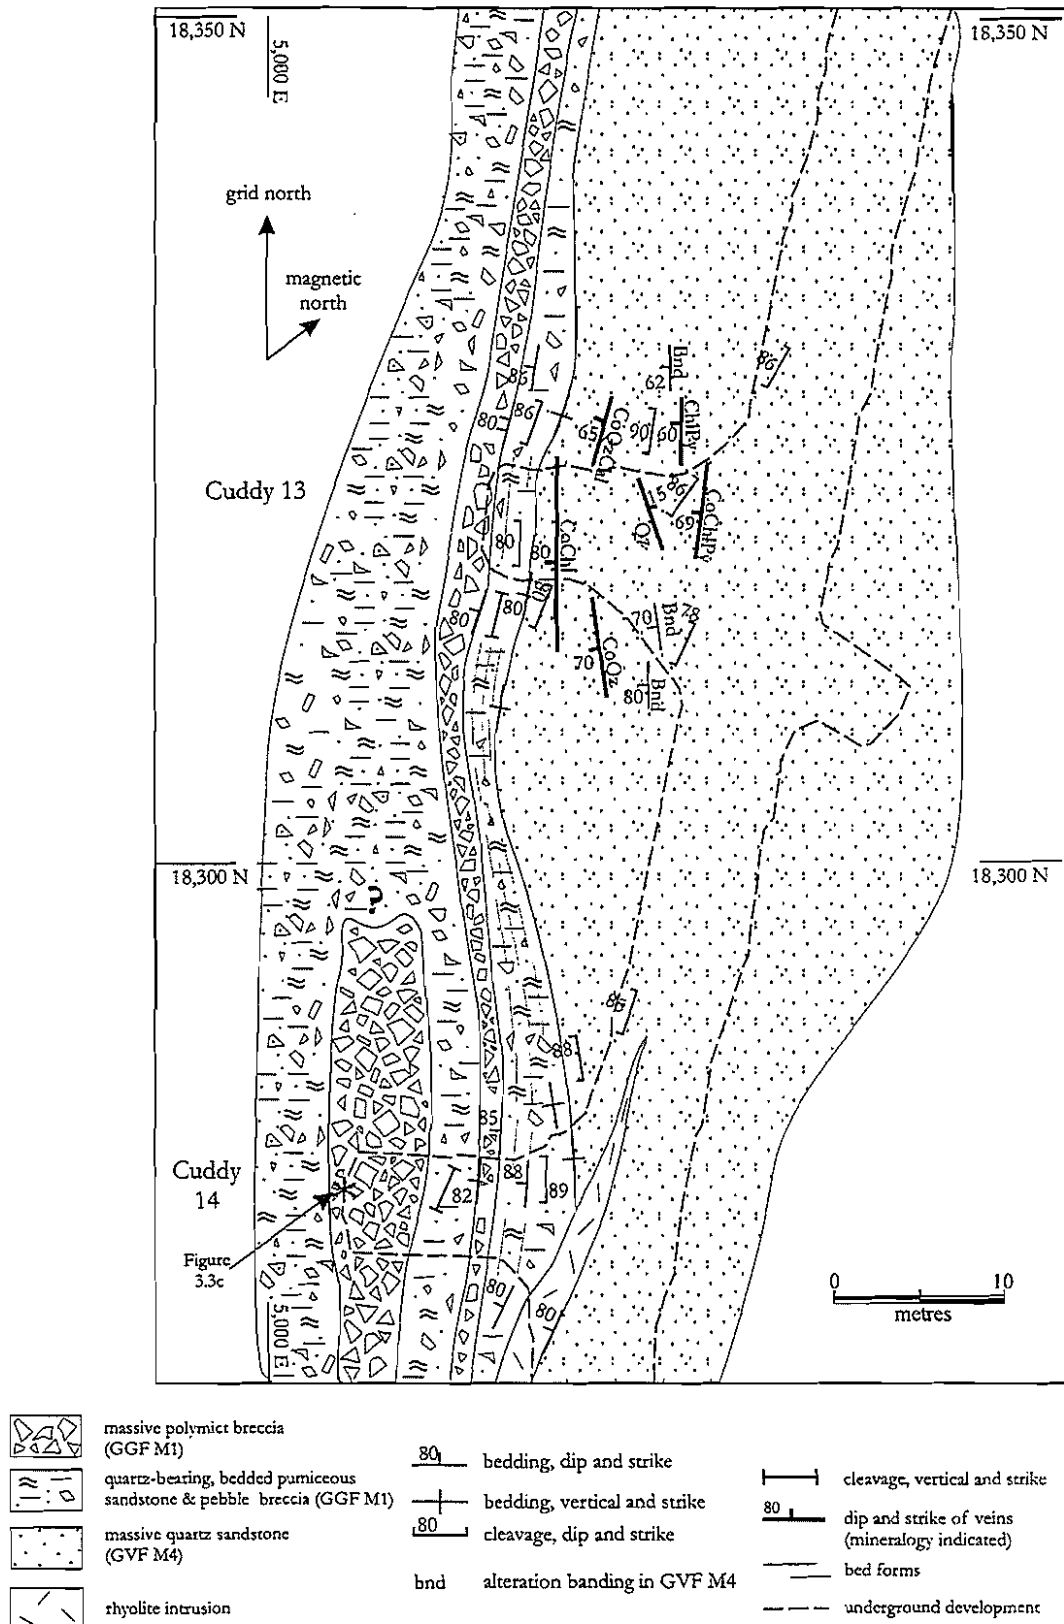 18,350 N
5,000 E
18,350 N
grid north
magnetic
north
86
Bnd
62
85
86
80
65
CoQzCal
90
60
ChlPy
Cuddy 13
86
15
Qz
69
CoChlPy
80
80
CaChl
80
80
80
70
Bnd
78
70
CoQz
80
Bnd
18,300 N
18,300 N
?
86
88
85
Cuddy
14
82
88
89
Figure
3.3c
80
80
5,000 E
0 10
metres
massive polymict breccia
(GGF M1)
quartz-bearing, bedded pumiceous
sandstone & pebble breccia (GGF M1)
massive quartz sandstone
(GVF M4)
rhyolite intrusion
80 bedding, dip and strike
bedding, vertical and strike
80 cleavage, dip and strike
bnd alteration banding in GVF M4
cleavage, vertical and strike
80 dip and strike of veins
(mineralogy indicated)
bed forms
underground development